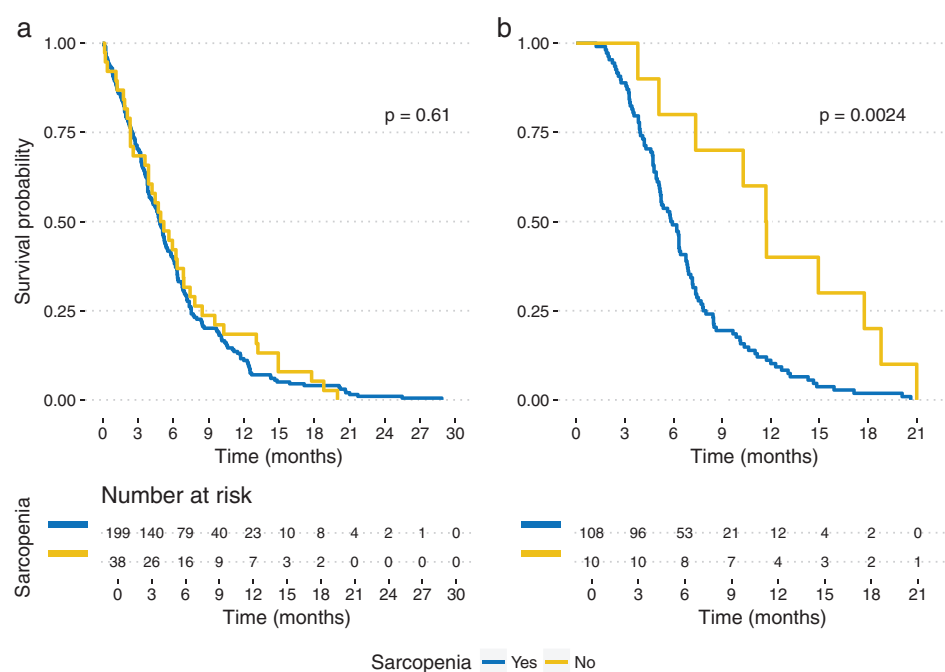 a
b
1.00
0.75
0.50
0.25
0.00
Survival probability
p = 0.61
0 3 6 9 12 15 18 21 24 27 30
Time (months)
1.00
0.75
0.50
0.25
0.00
p = 0.0024
0 3 6 9 12 15 18 21
Time (months)
Number at risk
Sarcopenia
199 140 79 40 23 10 8 4 2 1 0
38 26 16 9 7 3 2 0 0 0 0
0 3 6 9 12 15 18 21 24 27 30
Time (months)
108 96 53 21 12 4 2 0
10 10 8 7 4 3 2 1
0 3 6 9 12 15 18 21
Time (months)
Sarcopenia Yes No